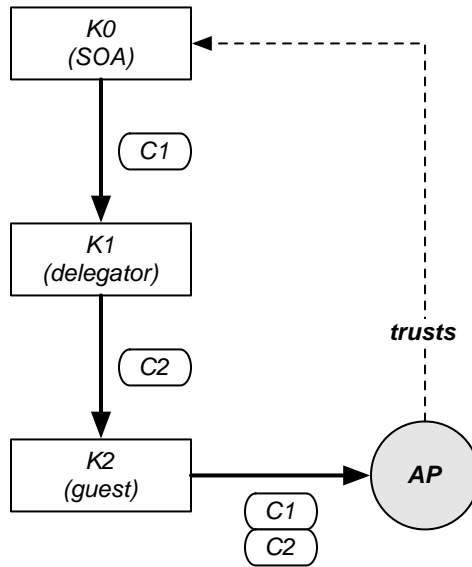 K0
(SOA)
C1
K1
(delegator)
C2
trusts
K2
(guest)
AP
C1
C2